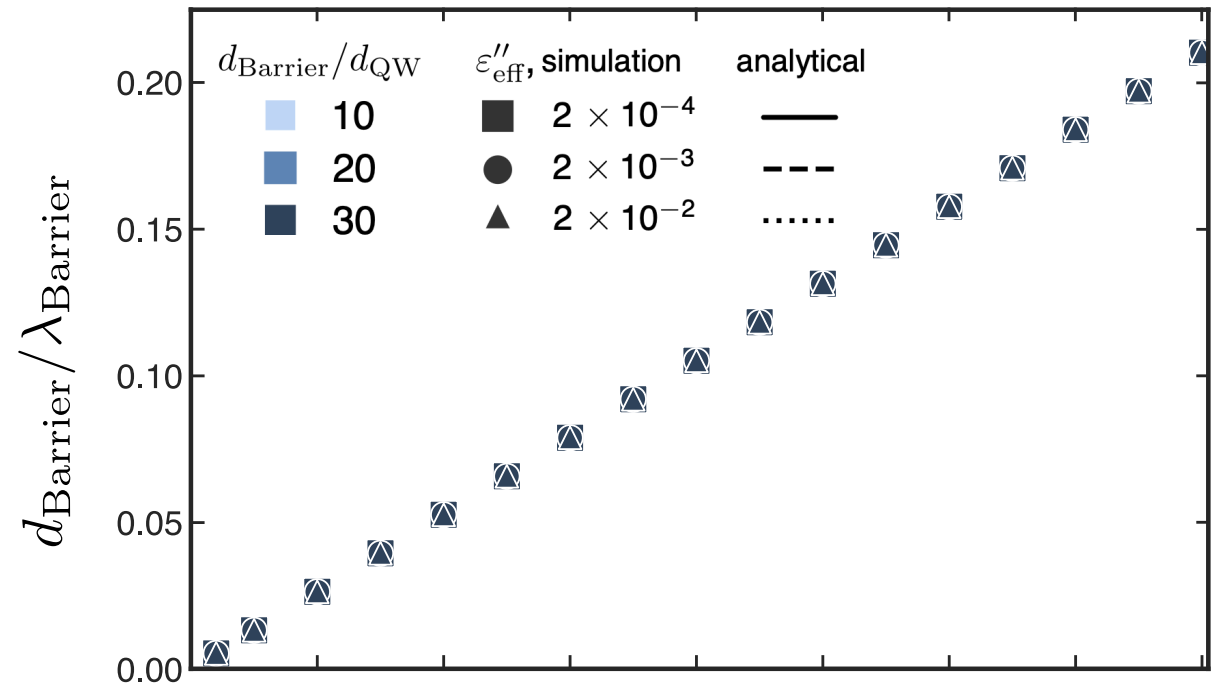 d_Barrier/d_QW ε″_eff, simulation analytical
10 2 × 10⁻⁴
20 2 × 10⁻³
30 2 × 10⁻²
d_Barrier/λ_Barrier
0.20
0.15
0.10
0.05
0.00